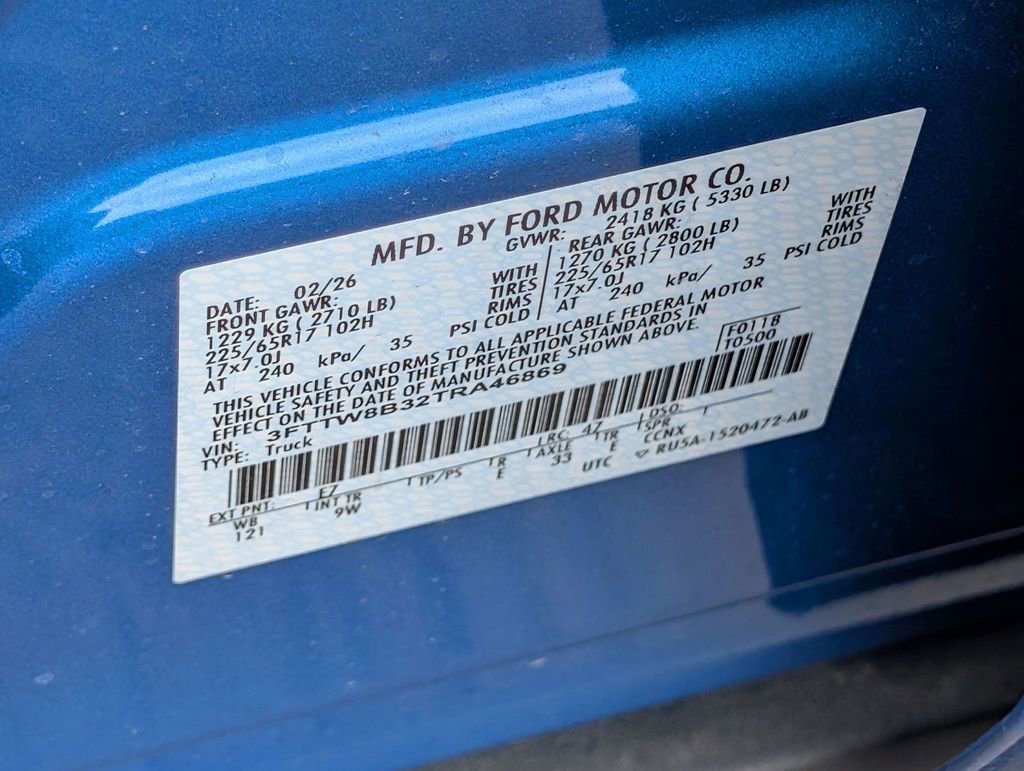 MFD. BY FORD MOTOR CO.
DATE: 02/26
GVWR: 2418 KG ( 5330 LB)
FRONT GAWR: WITH
1229 KG ( 2710 LB) TIRES
225/65R17 102H RIMS
17x7.0J
AT 240 kPa/ 35 PSI COLD
REAR GAWR: WITH
1270 KG ( 2800 LB) TIRES
225/65R17 102H RIMS
17x7.0J
AT 240 kPa/ 35 PSI COLD
THIS VEHICLE CONFORMS TO ALL APPLICABLE FEDERAL MOTOR
VEHICLE SAFETY AND THEFT PREVENTION STANDARDS IN
EFFECT ON THE DATE OF MANUFACTURE SHOWN ABOVE.
VIN: 3FTTW8B32TRA46869
TYPE: Truck
F0118
T0500
EXT PNT: E7 RC: 47 DSO:
WB INT TR TP/PS R AXLE TR SPR
121 9W E 33 E CCNX
UTC ▽ RU5A-1520472-AB